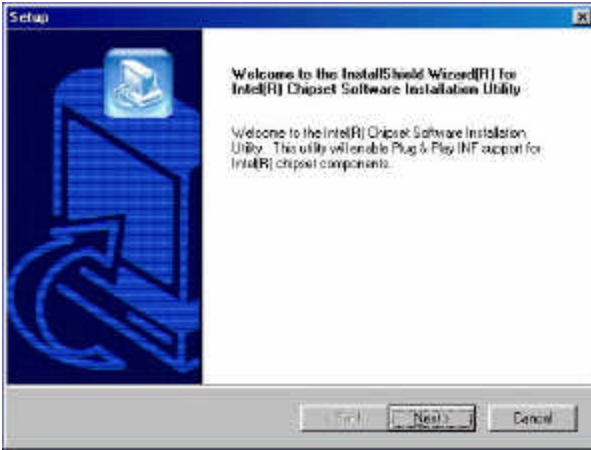 Setup
Welcome to the InstallShield Wizard(R) for
Intel(R) Chipset Software Installation Utility
Welcome to the Intel(R) Chipset Software Installation
Utility. This utility will enable Plug & Play INF support for
Intel(R) chipset components.
< Back
Next >
Cancel